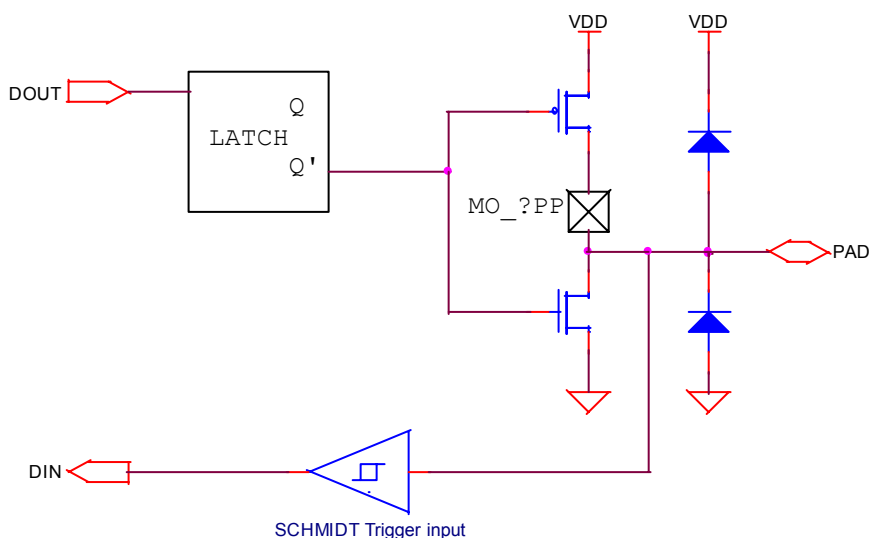 VDD
VDD
DOUT
Q
LATCH
Q'
MO_?PP
PAD
DIN
SCHMIDT Trigger input